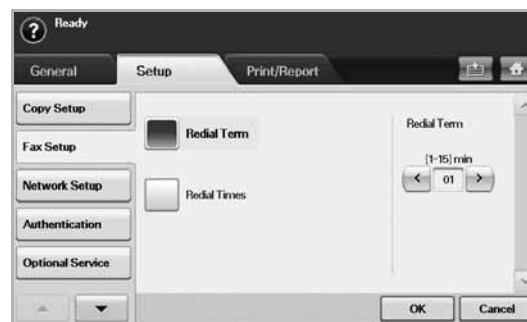 ? Ready
General Setup Print/Report
Copy Setup
Fax Setup
Network Setup
Authentication
Optional Service
Redial Term
Redial Times
Redial Term
[1-15] min
< 01 >
OK Cancel